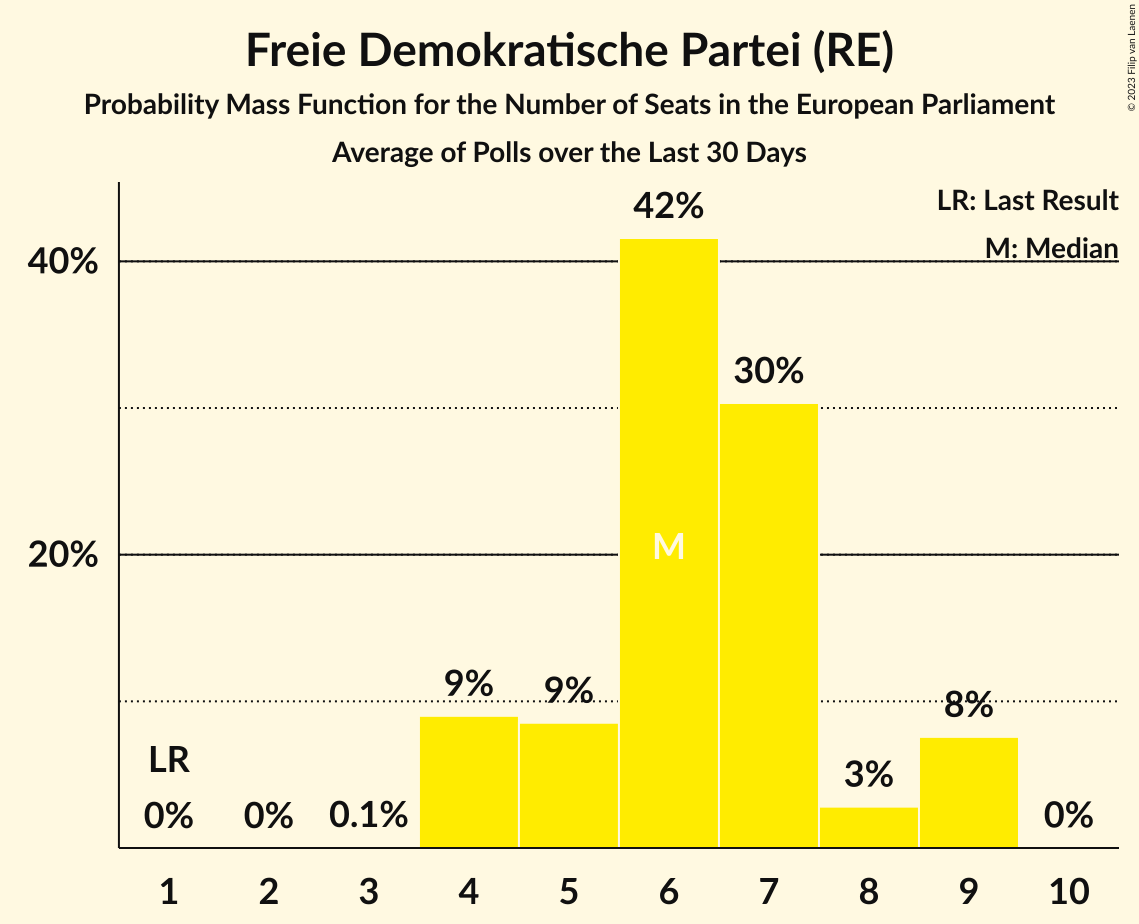 Freie Demokratische Partei (RE)
Probability Mass Function for the Number of Seats in the European Parliament
Average of Polls over the Last 30 Days
© 2023 Filip van Laenen
LR: Last Result
M: Median
42%
40%
30%
M
20%
9%
9%
8%
3%
LR
0%
0%
0.1%
0%
1 2 3 4 5 6 7 8 9 10